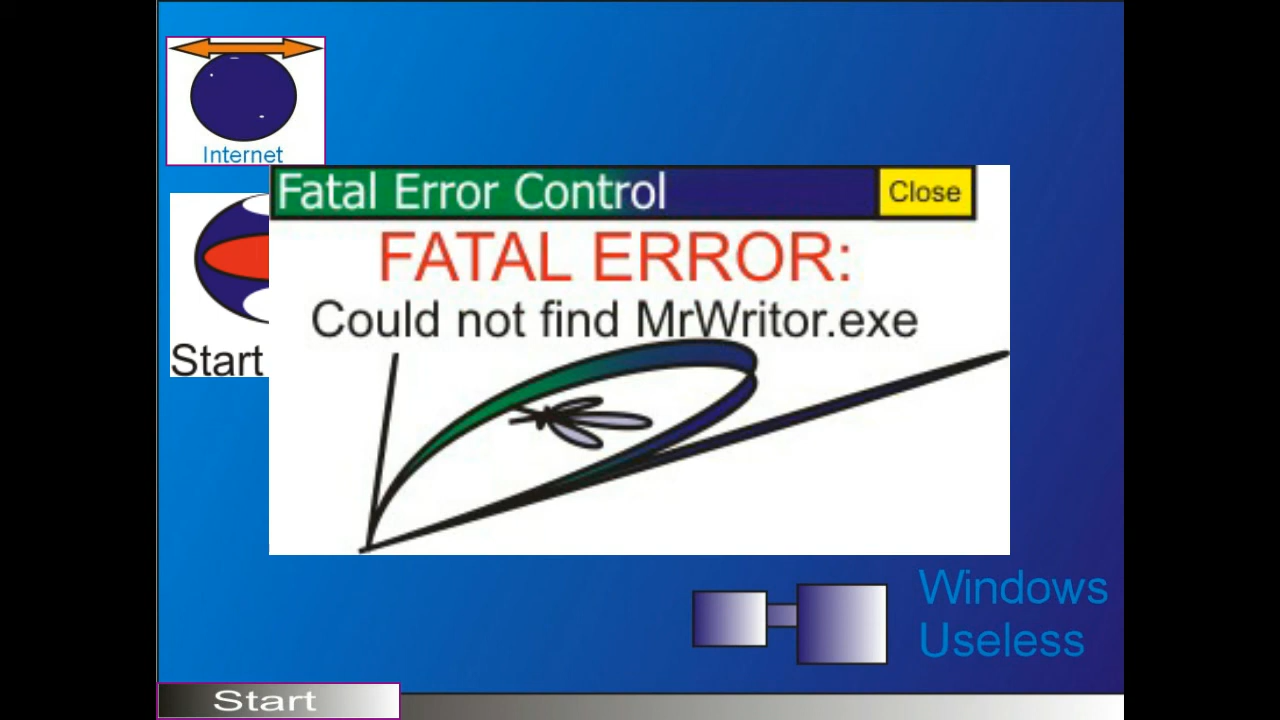 Internet
Fatal Error Control
Close
FATAL ERROR:
Could not find MrWritor.exe
Start
Windows
Useless
Start